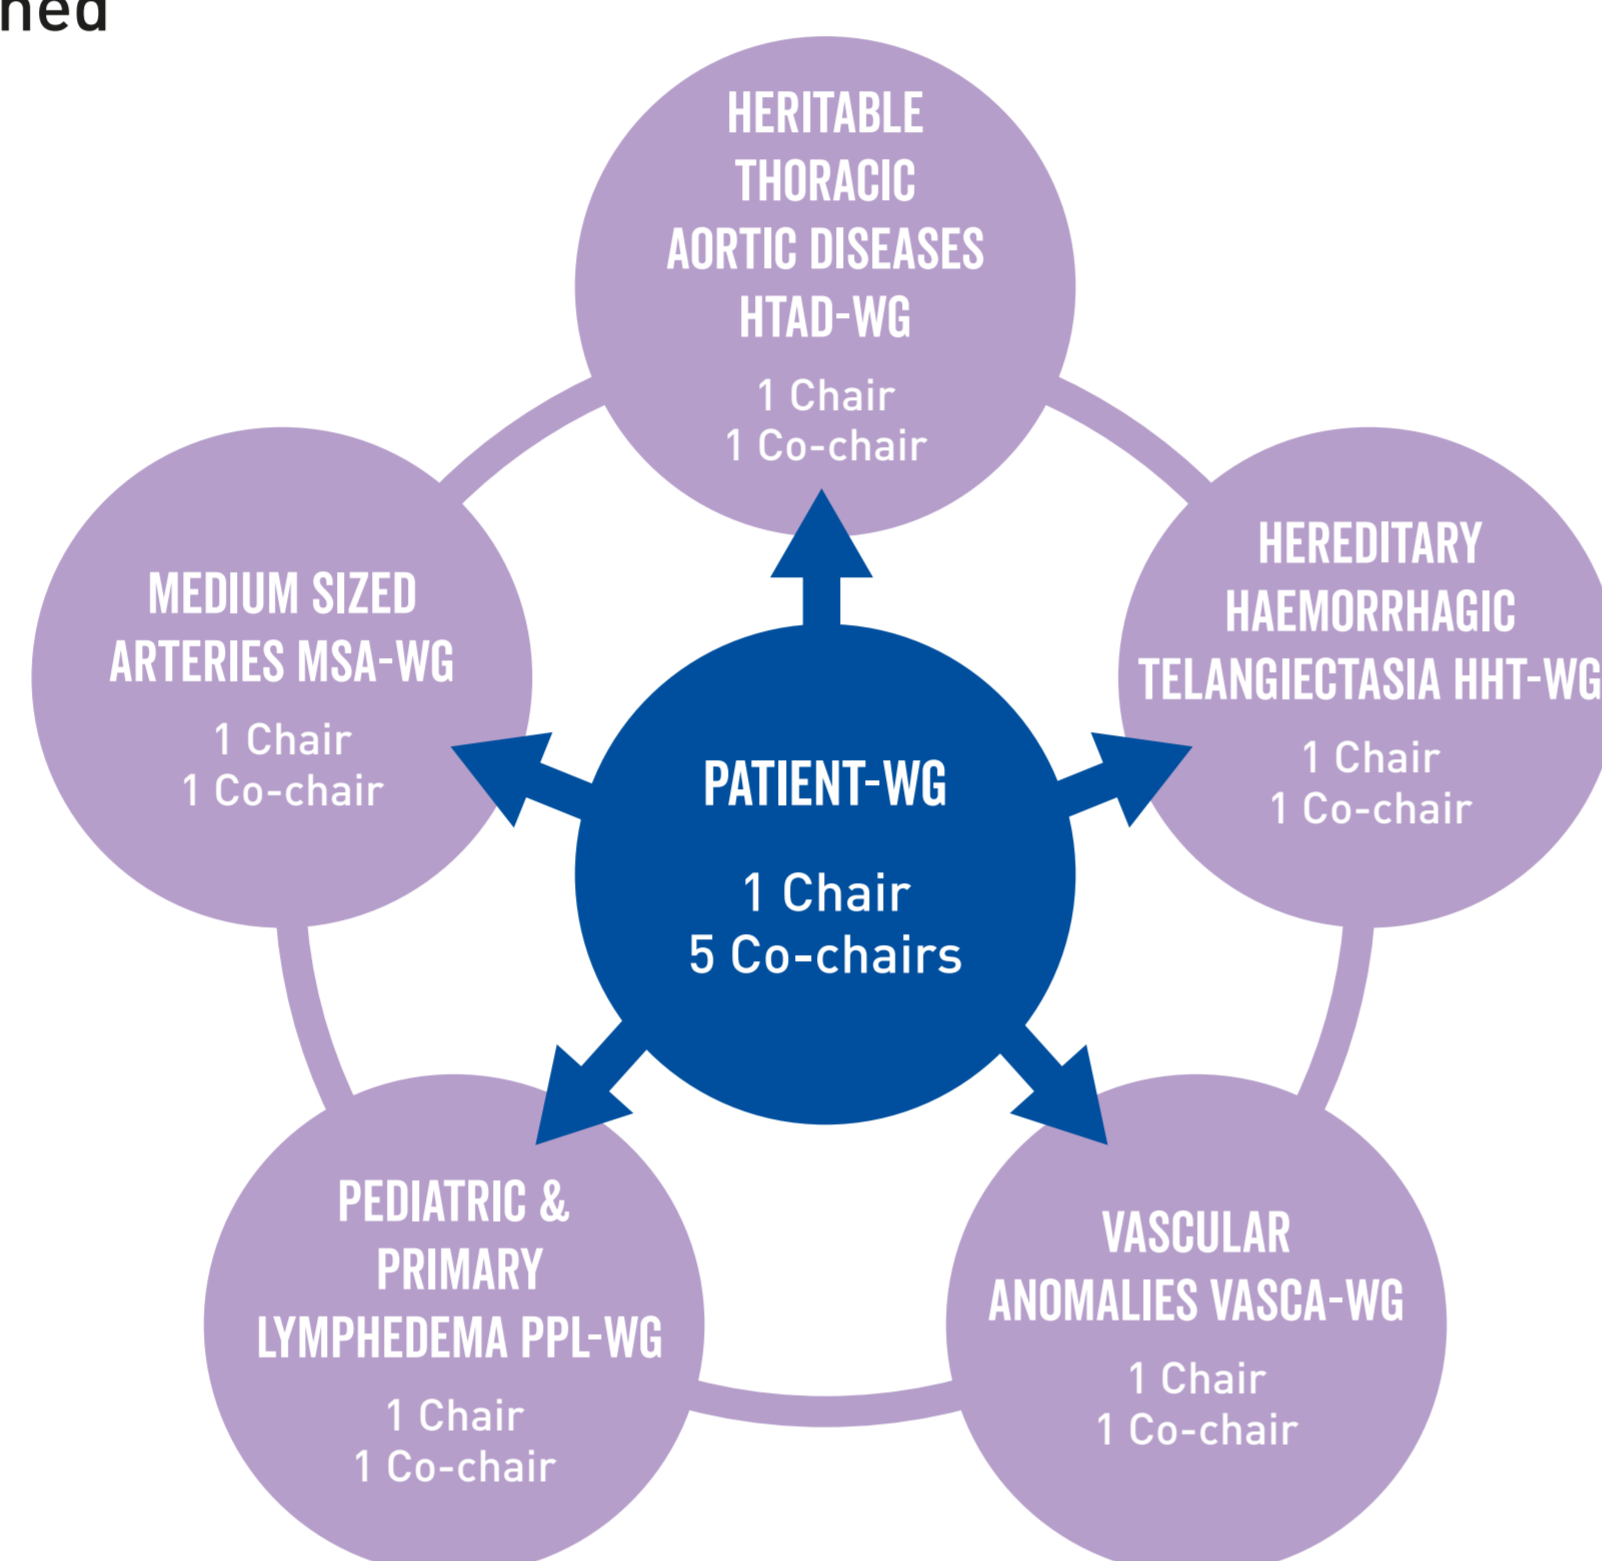 HERITABLE
THORACIC
AORTIC DISEASES
HTAD-WG
1 Chair
1 Co-chair
MEDIUM SIZED
ARTERIES MSA-WG
1 Chair
1 Co-chair
HEREDITARY
HAEMORRHAGIC
TELANGIECTASIA HHT-WG
1 Chair
1 Co-chair
PATIENT-WG
1 Chair
5 Co-chairs
PEDIATRIC &
PRIMARY
LYMPHEDEMA PPL-WG
1 Chair
1 Co-chair
VASCULAR
ANOMALIES VASCA-WG
1 Chair
1 Co-chair